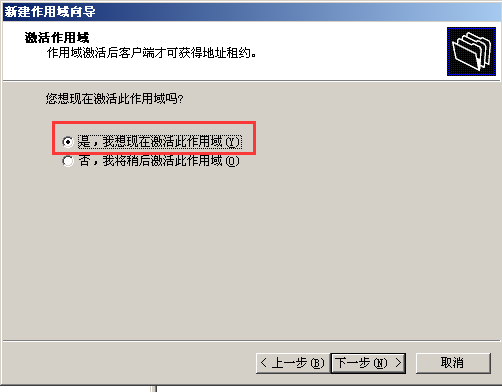 新建作用域向导
激活作用域
作用域激活后客户端才可获得地址租约。
您想现在激活此作用域吗?
是，我想现在激活此作用域(Y)
否，我将稍后激活此作用域(O)
< 上一步(B) 下一步(N) > 取消